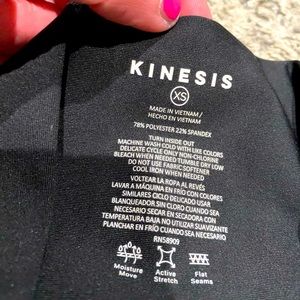 KINESIS
XS
MADE IN VIETNAM /
HECHO EN VIETNAM
78% POLYESTER 22% SPANDEX
TURN INSIDE OUT
MACHINE WASH COLD WITH LIKE COLORS
DELICATE CYCLE ONLY NON-CHLORINE
BLEACH WHEN NEEDED TUMBLE DRY LOW
DO NOT USE FABRIC SOFTENER
COOL IRON WHEN NEEDED
VOLTEAR LA ROPA AL REVÉS
LAVAR A MÁQUINA EN FRÍO CON COLORES
SIMILARES CICLO DELICADO USAR
BLANQUEADOR SIN CLORO CUANDO SEA
NECESARIO SECAR EN SECADORA CON
TEMPERATURA BAJA NO UTILIZAR SUAVIZANTE
PLANCHAR EN FRÍO CUANDO SEA NECESARIO
RN58909
Moisture
Move
Active
Stretch
Flat
Seams